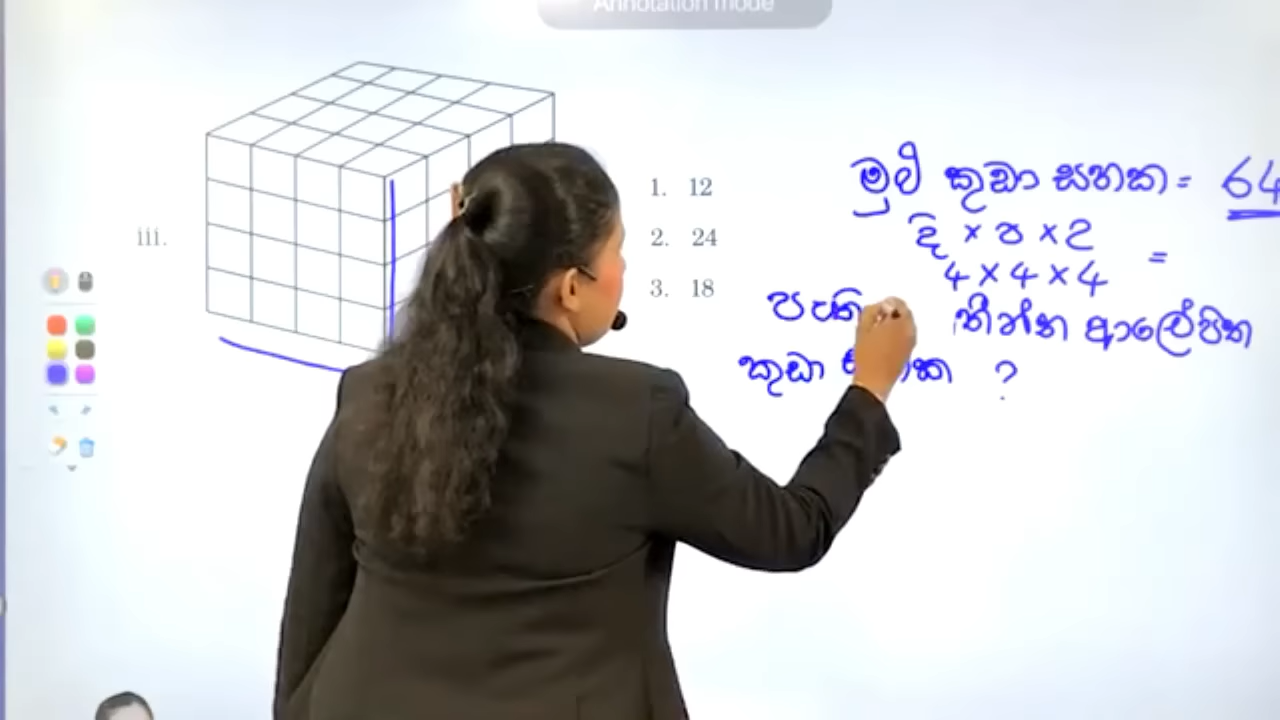 Annotation mode
iii.
1. 12
2. 24
3. 18
මුළු කුඩා ඝනක = 64
දි × ප × උ
4 × 4 × 4 =
තීන්ත ආලේපිත
කුඩා ?